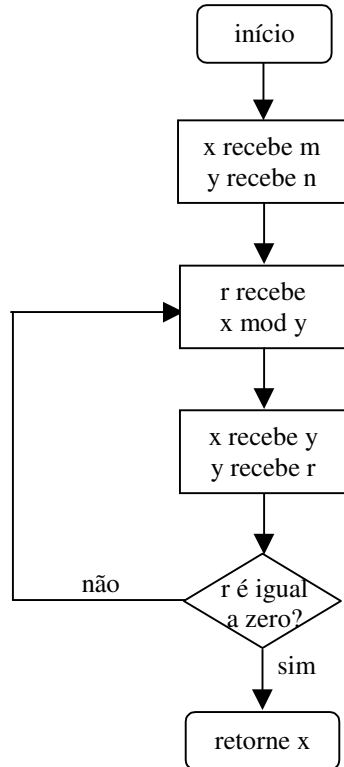 início
x recebe m
y recebe n
r recebe
x mod y
x recebe y
y recebe r
r é igual
a zero?
não
sim
retorne x